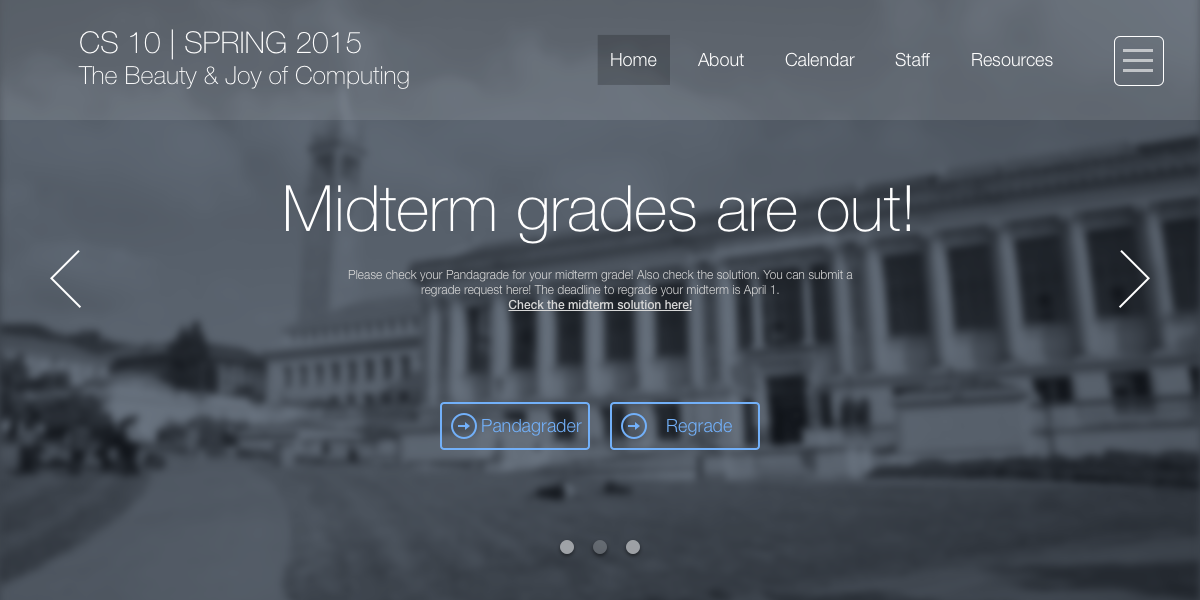 CS 10 | SPRING 2015
The Beauty & Joy of Computing
Home About Calendar Staff Resources
Midterm grades are out!
Please check your Pandagrade for your midterm grade! Also check the solution. You can submit a
regrade request here! The deadline to regrade your midterm is April 1.
Check the midterm solution here!
Pandagrader Regrade